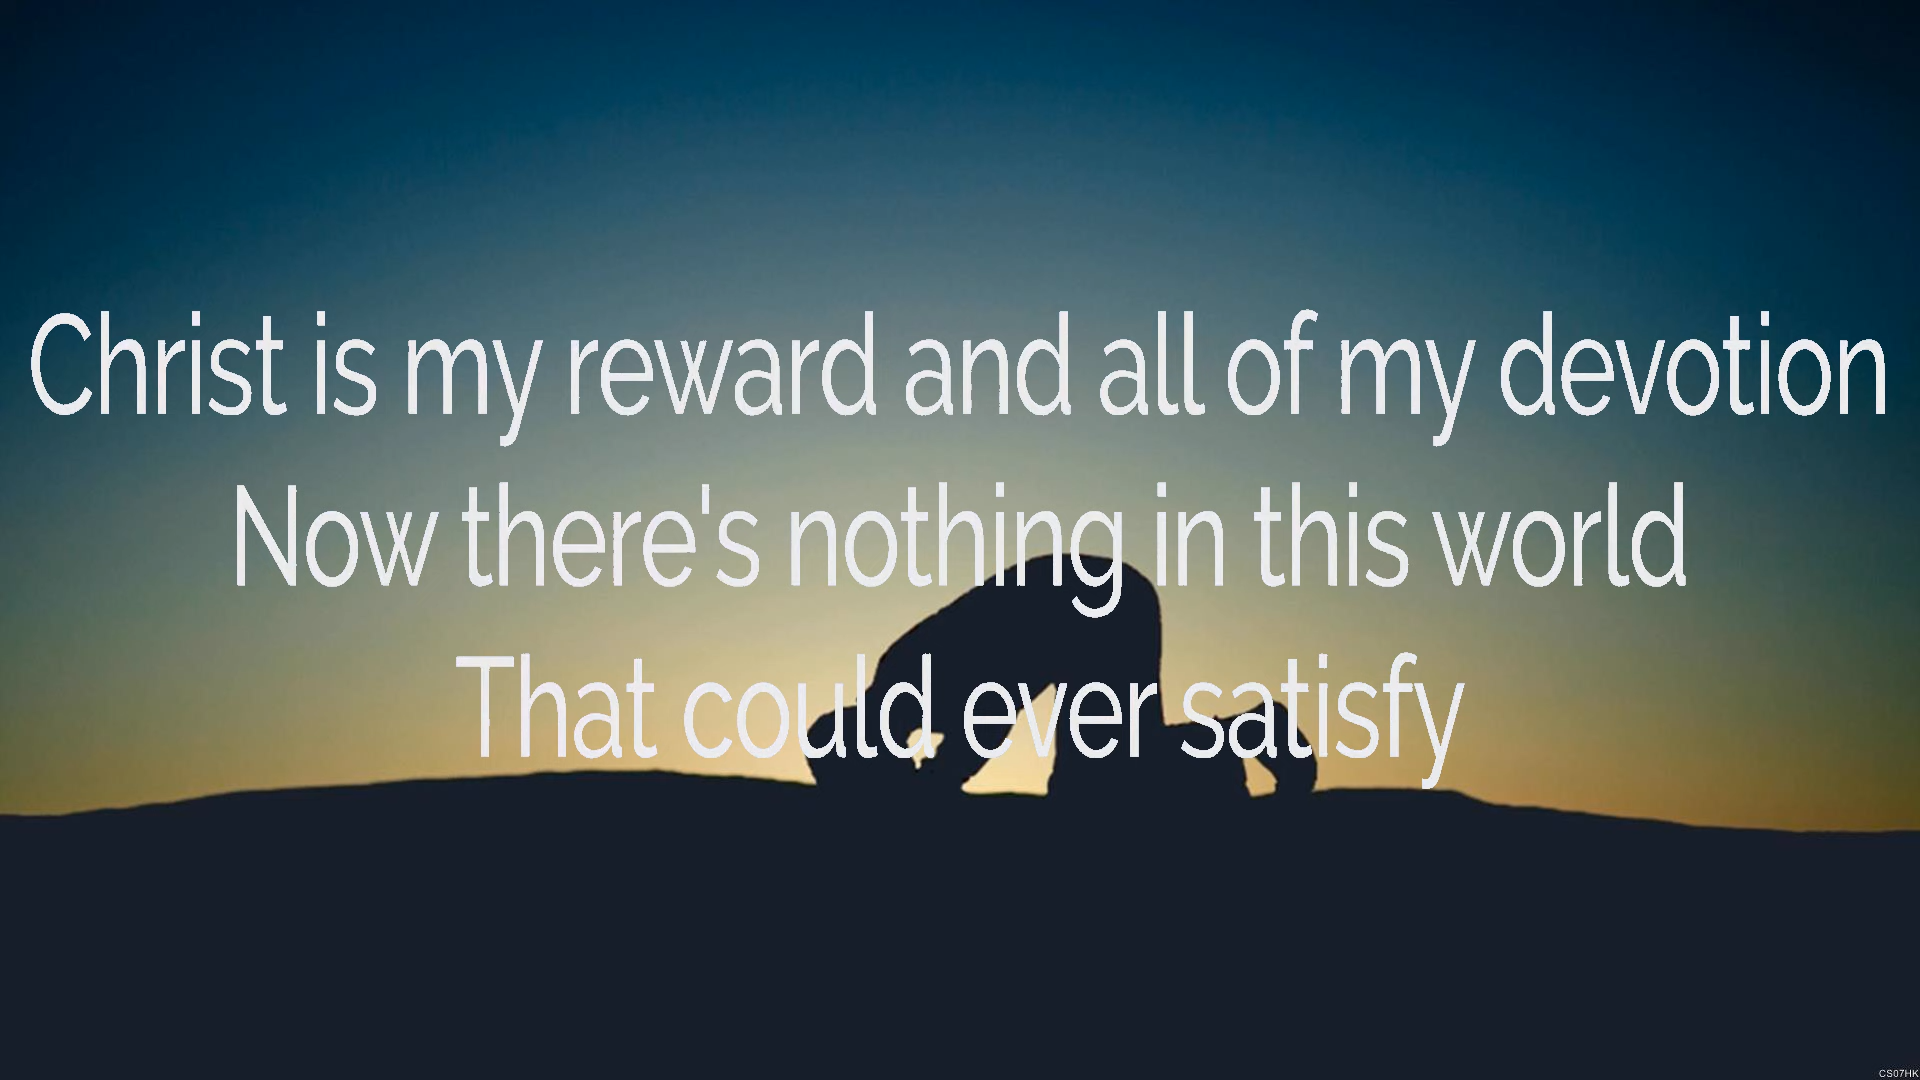 Christ is my reward and all of my devotion
Now there's nothing in this world
That could ever satisfy
CS07HK